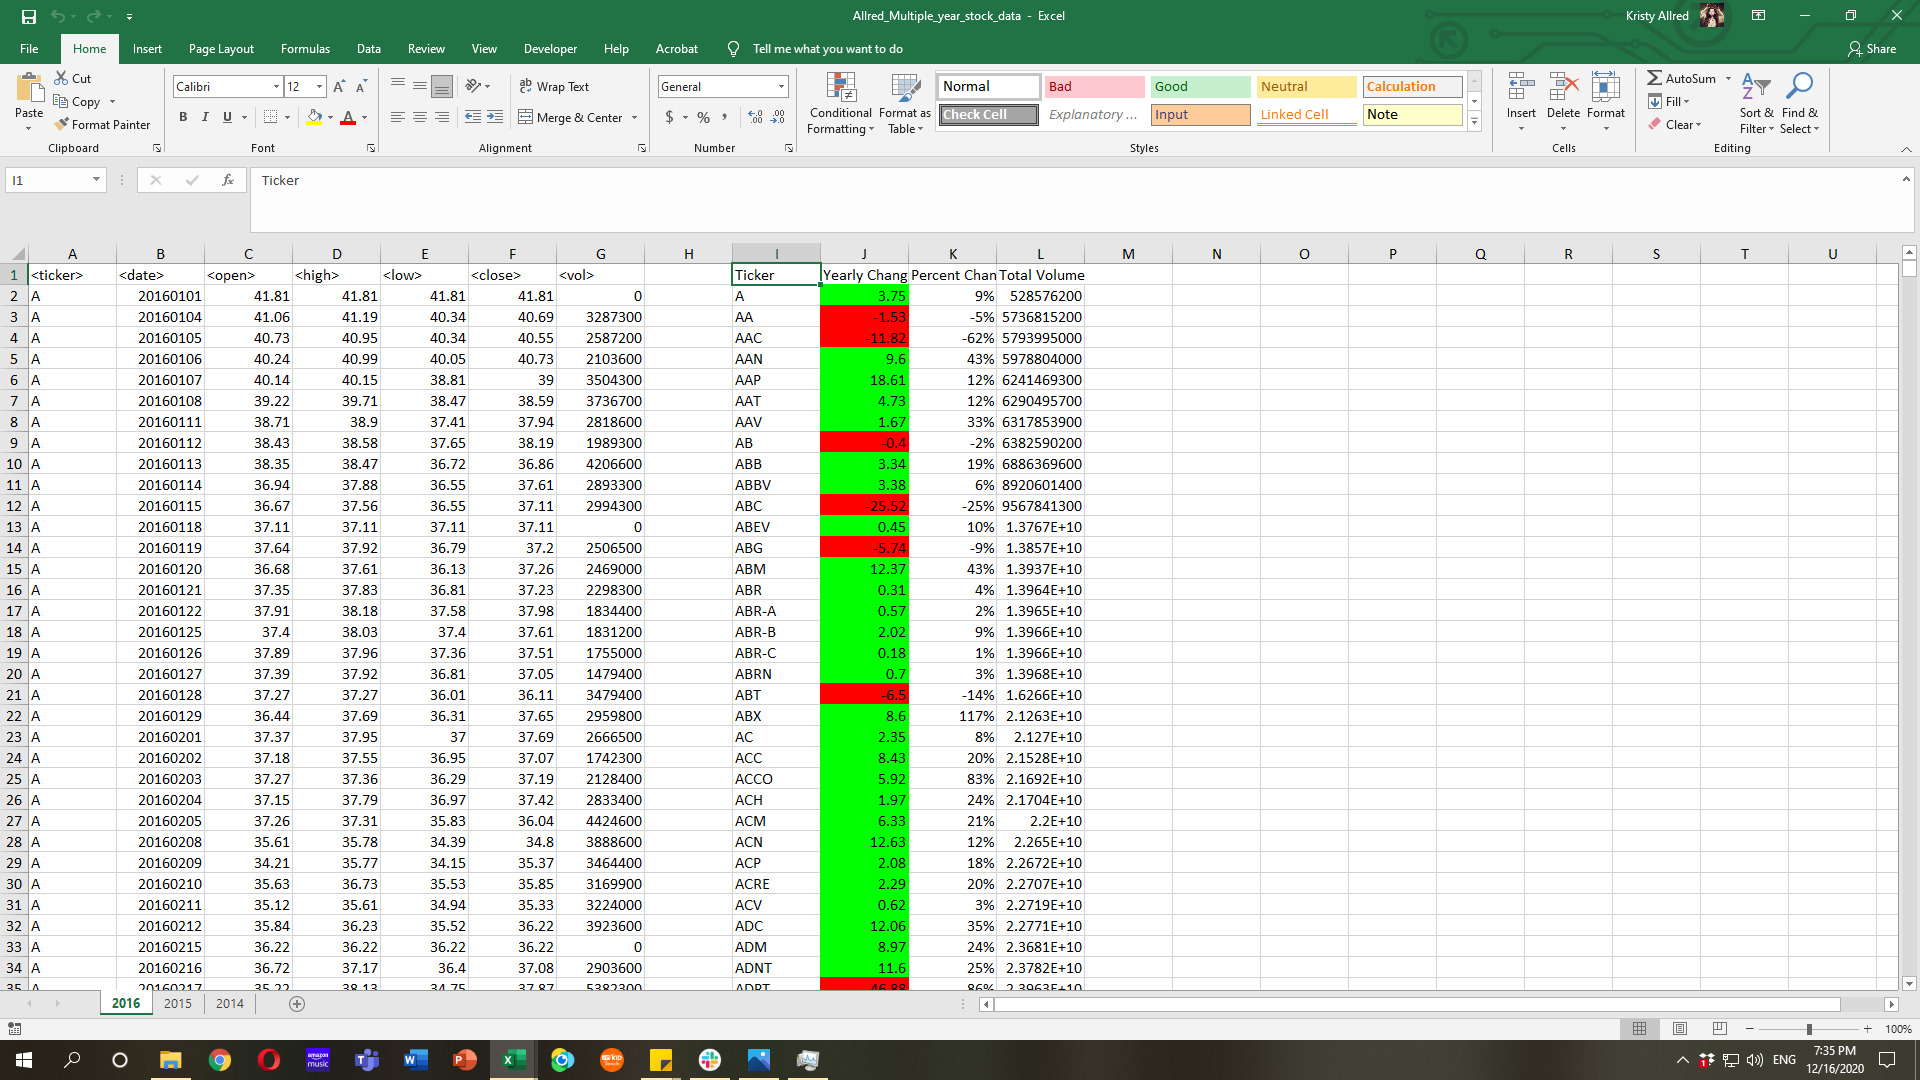 Allred_Multiple_year_stock_data - Excel
Kristy Allred
File Home Insert Page Layout Formulas Data Review View Developer Help Acrobat Tell me what you want to do Share
Paste Cut Copy Format Painter
Calibri 12
B I U
Wrap Text
Merge & Center
General
$ %
Conditional Formatting
Format as Table
Normal Bad Good Neutral Calculation
Check Cell Explanatory ... Input Linked Cell Note
Insert Delete Format
AutoSum
Fill
Clear
Sort & Filter
Find & Select
Clipboard Font Alignment Number Styles Cells Editing
I1 fx Ticker
A B C D E F G H I J K L M N O P Q R S T U
1 <ticker> <date> <open> <high> <low> <close> <vol> Ticker Yearly Chang Percent Chan Total Volume
2 A 20160101 41.81 41.81 41.81 41.81 0 A 3.75 9% 528576200
3 A 20160104 41.06 41.19 40.34 40.69 3287300 AA -1.53 -5% 5736815200
4 A 20160105 40.73 40.95 40.34 40.55 2587200 AAC -11.82 -62% 5793995000
5 A 20160106 40.24 40.99 40.05 40.73 2103600 AAN 9.6 43% 5978804000
6 A 20160107 40.14 40.15 38.81 39 3504300 AAP 18.61 12% 6241469300
7 A 20160108 39.22 39.71 38.47 38.59 3736700 AAT 4.73 12% 6290495700
8 A 20160111 38.71 38.9 37.41 37.94 2818600 AAV 1.67 33% 6317853900
9 A 20160112 38.43 38.58 37.65 38.19 1989300 AB -0.4 -2% 6382590200
10 A 20160113 38.35 38.47 36.72 36.86 4206600 ABB 3.34 19% 6886369600
11 A 20160114 36.94 37.88 36.55 37.61 2893300 ABBV 3.38 6% 8920601400
12 A 20160115 36.67 37.56 36.55 37.11 2994300 ABC -25.52 -25% 9567841300
13 A 20160118 37.11 37.11 37.11 37.11 0 ABEV 0.45 10% 1.3767E+10
14 A 20160119 37.64 37.92 36.79 37.2 2506500 ABG -5.74 -9% 1.3857E+10
15 A 20160120 36.68 37.61 36.13 37.26 2469000 ABM 12.37 43% 1.3937E+10
16 A 20160121 37.35 37.83 36.81 37.23 2298300 ABR 0.31 4% 1.3964E+10
17 A 20160122 37.91 38.18 37.58 37.98 1834400 ABR-A 0.57 2% 1.3965E+10
18 A 20160125 37.4 38.03 37.4 37.61 1831200 ABR-B 2.02 9% 1.3966E+10
19 A 20160126 37.89 37.96 37.36 37.51 1755000 ABR-C 0.18 1% 1.3966E+10
20 A 20160127 37.39 37.92 36.81 37.05 1479400 ABRN 0.7 3% 1.3968E+10
21 A 20160128 37.27 37.27 36.01 36.11 3479400 ABT -6.5 -14% 1.6266E+10
22 A 20160129 36.44 37.69 36.31 37.65 2959800 ABX 8.6 117% 2.1263E+10
23 A 20160201 37.37 37.95 37 37.69 2666500 AC 2.35 8% 2.127E+10
24 A 20160202 37.18 37.55 36.95 37.07 1742300 ACC 8.43 20% 2.1528E+10
25 A 20160203 37.27 37.36 36.29 37.19 2128400 ACCO 5.92 83% 2.1692E+10
26 A 20160204 37.15 37.79 36.97 37.42 2833400 ACH 1.97 24% 2.1704E+10
27 A 20160205 37.26 37.31 35.83 36.04 4424600 ACM 6.33 21% 2.2E+10
28 A 20160208 35.61 35.78 34.39 34.8 3888600 ACN 12.63 12% 2.265E+10
29 A 20160209 34.21 35.77 34.15 35.37 3464400 ACP 2.08 18% 2.2672E+10
30 A 20160210 35.63 36.73 35.53 35.85 3169900 ACRE 2.29 20% 2.2707E+10
31 A 20160211 35.12 35.61 34.94 35.33 3224000 ACV 0.62 3% 2.2719E+10
32 A 20160212 35.84 36.23 35.52 36.22 3923600 ADC 12.06 35% 2.2771E+10
33 A 20160215 36.22 36.22 36.22 36.22 0 ADM 8.97 24% 2.3681E+10
34 A 20160216 36.72 37.17 36.4 37.08 2903600 ADNT 11.6 25% 2.3782E+10
35 A 20160217
2016 2015 2014
100%
amazon music
ENG 7:35 PM
12/16/2020